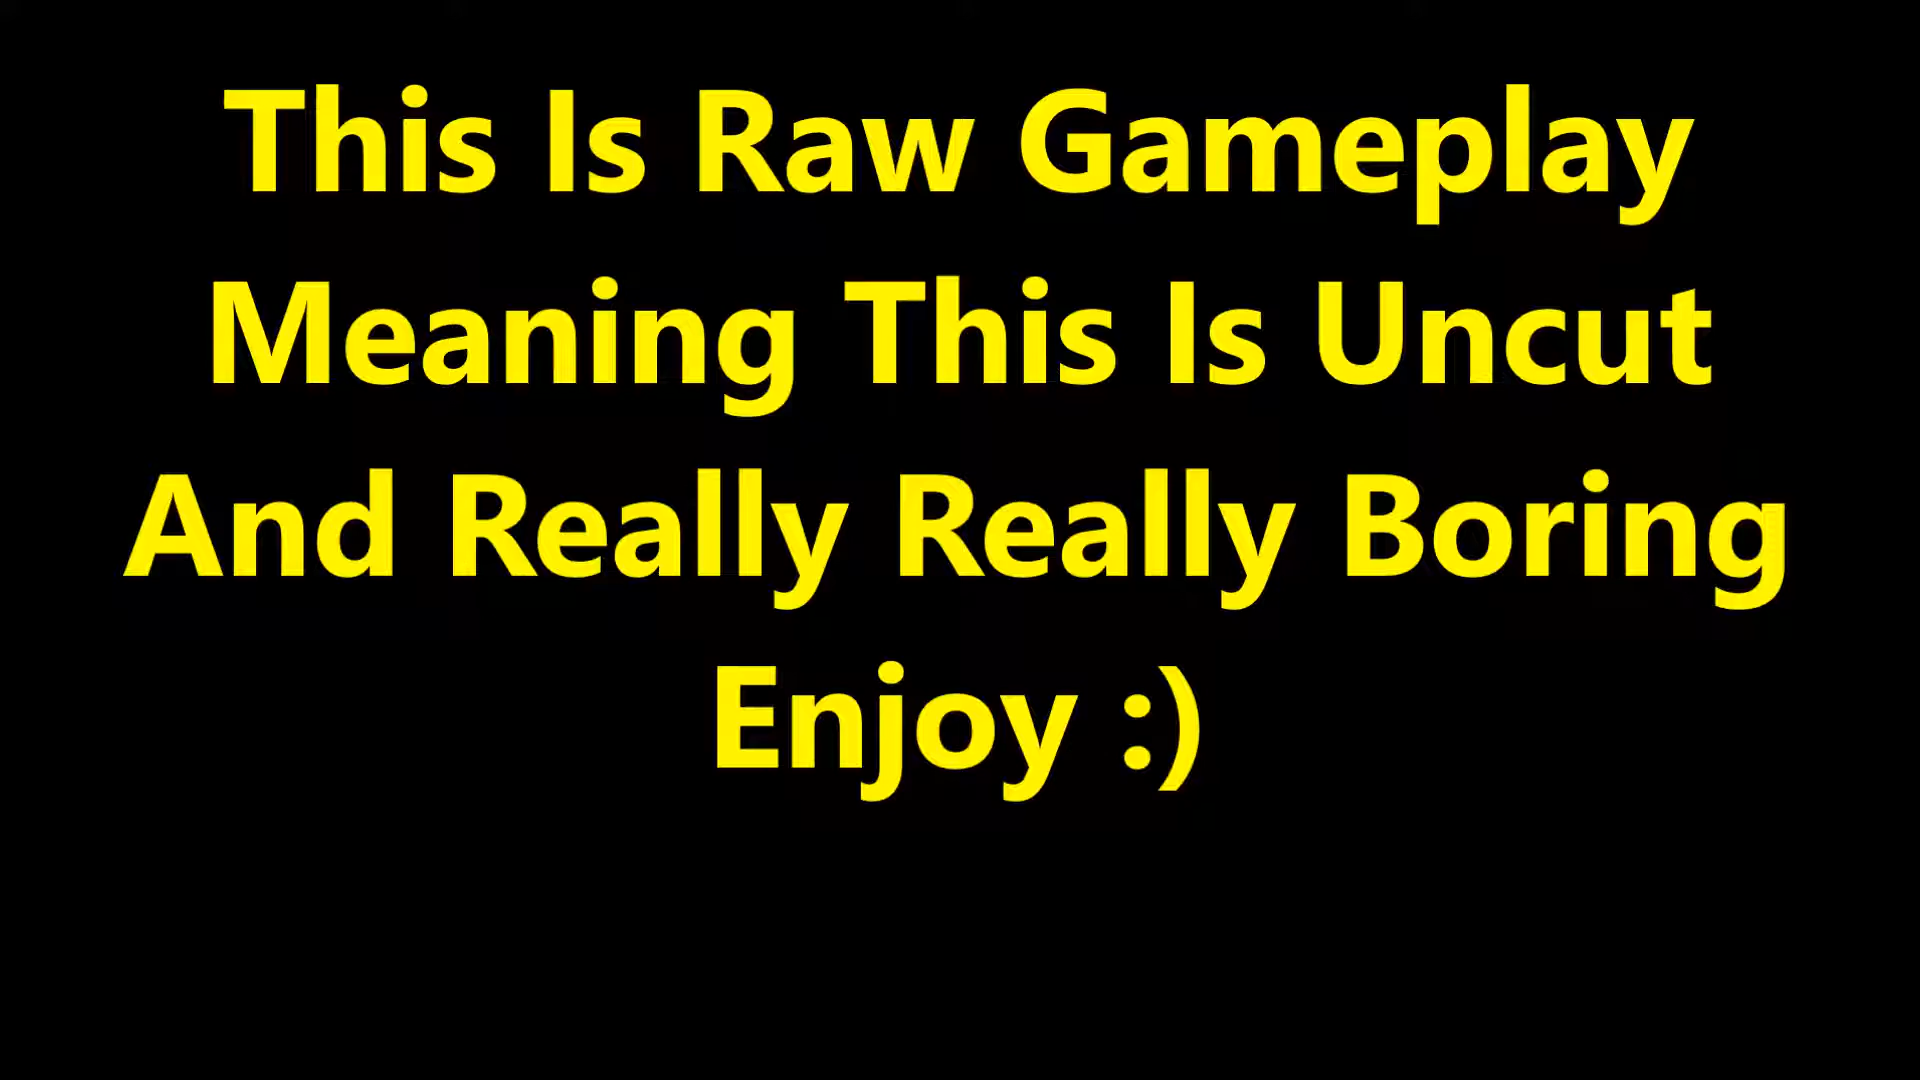 This Is Raw Gameplay
Meaning This Is Uncut
And Really Really Boring
Enjoy :)